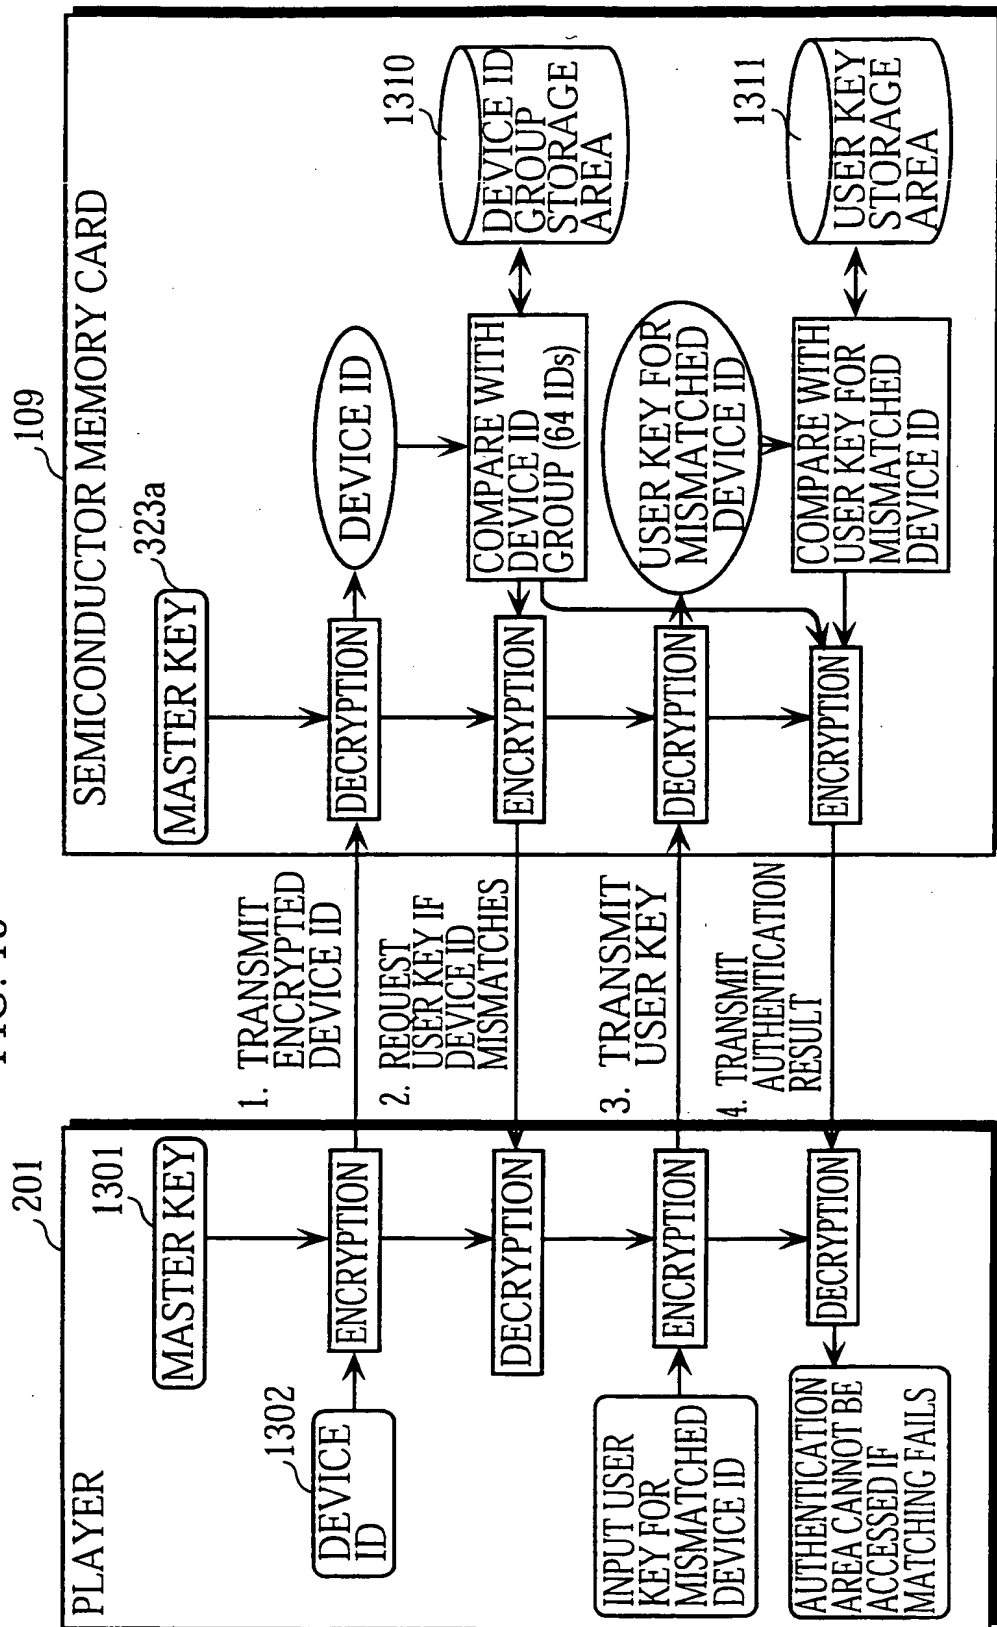 FIG.
201
PLAYER
1301
MASTER KEY
1302
DEVICE
ID
ENCRYPTION
DECRYPTION
INPUT USER
KEY FOR
MISMATCHED
DEVICE ID
ENCRYPTION
DECRYPTION
AUTHENTICATION
AREA CANNOT BE
ACCESSED IF
MATCHING FAILS
1. TRANSMIT
ENCRYPTED
DEVICE ID
2. REQUEST
USER KEY IF
DEVICE ID
MISMATCHES
3. TRANSMIT
USER KEY
4. TRANSMIT
AUTHENTICATION
RESULT
109
SEMICONDUCTOR MEMORY CARD
323a
MASTER KEY
DECRYPTION
DEVICE ID
ENCRYPTION
COMPARE WITH
DEVICE ID
GROUP (64 IDs)
1310
DEVICE ID
GROUP
STORAGE
AREA
DECRYPTION
USER KEY FOR
MISMATCHED
DEVICE ID
ENCRYPTION
COMPARE WITH
USER KEY FOR
MISMATCHED
DEVICE ID
1311
USER KEY
STORAGE
AREA